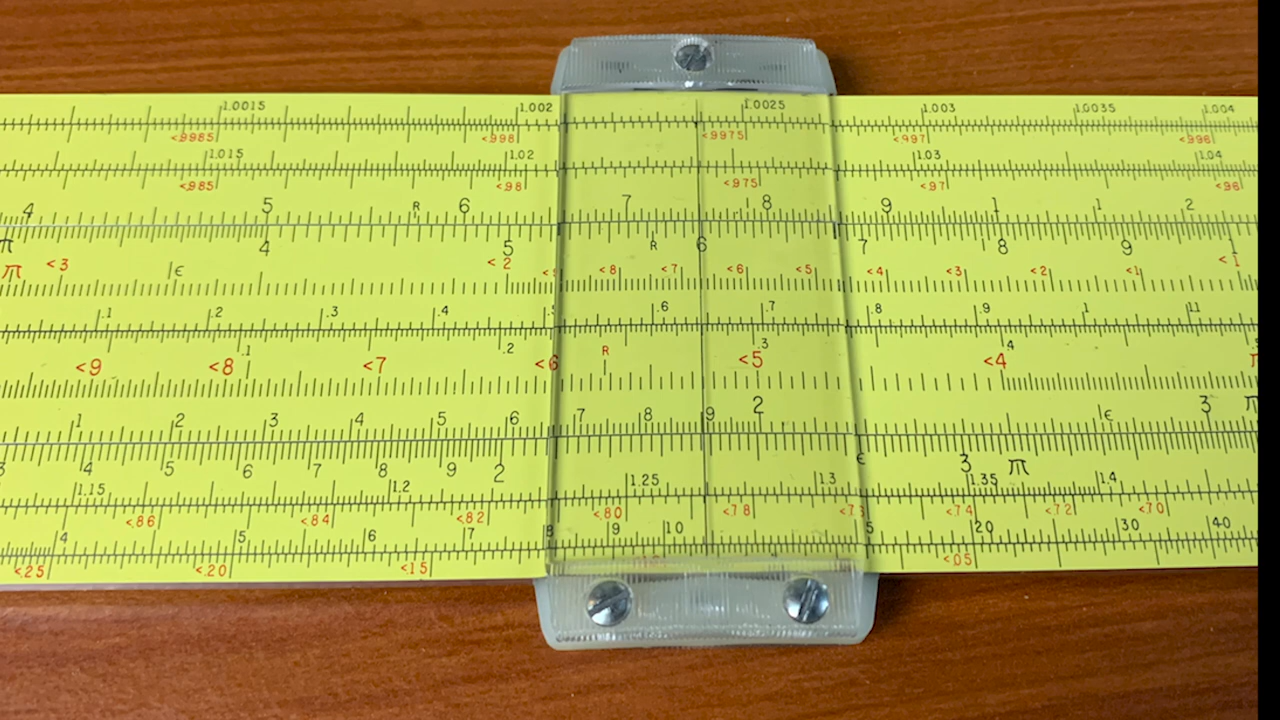 1.0015 1.002 1.0025 1.003 1.0035 1.004
<.9985 <.998 <.9975 <.997 <.996
1.015 1.02 1.03 1.04
<.985 <.98 <.975 <.97 <.96
4 5 R 6 7 8 9 1 1 2
π 4 5 R 6 7 8 9 1
π <3 ϵ <2 <.8 <.7 <.6 <.5 <.4 <.3 <.2 <.1 <1
.1 .2 .3 .4 .6 .7 .8 .9 1 1.1
<9 <8 .1 <7 .2 <6 R <5 .3 <4 .4 π
1 2 3 4 5 6 7 8 9 2 ϵ 3 π
3 4 5 6 7 8 9 2 ϵ 3 π
1.15 1.2 1.25 1.3 1.35 1.4
<.86 <.84 <.82 <.80 <.78 <.74 <.72 <.70
4 5 6 7 8 9 10 15 20 30 40
<.25 <.20 <.15 <.05